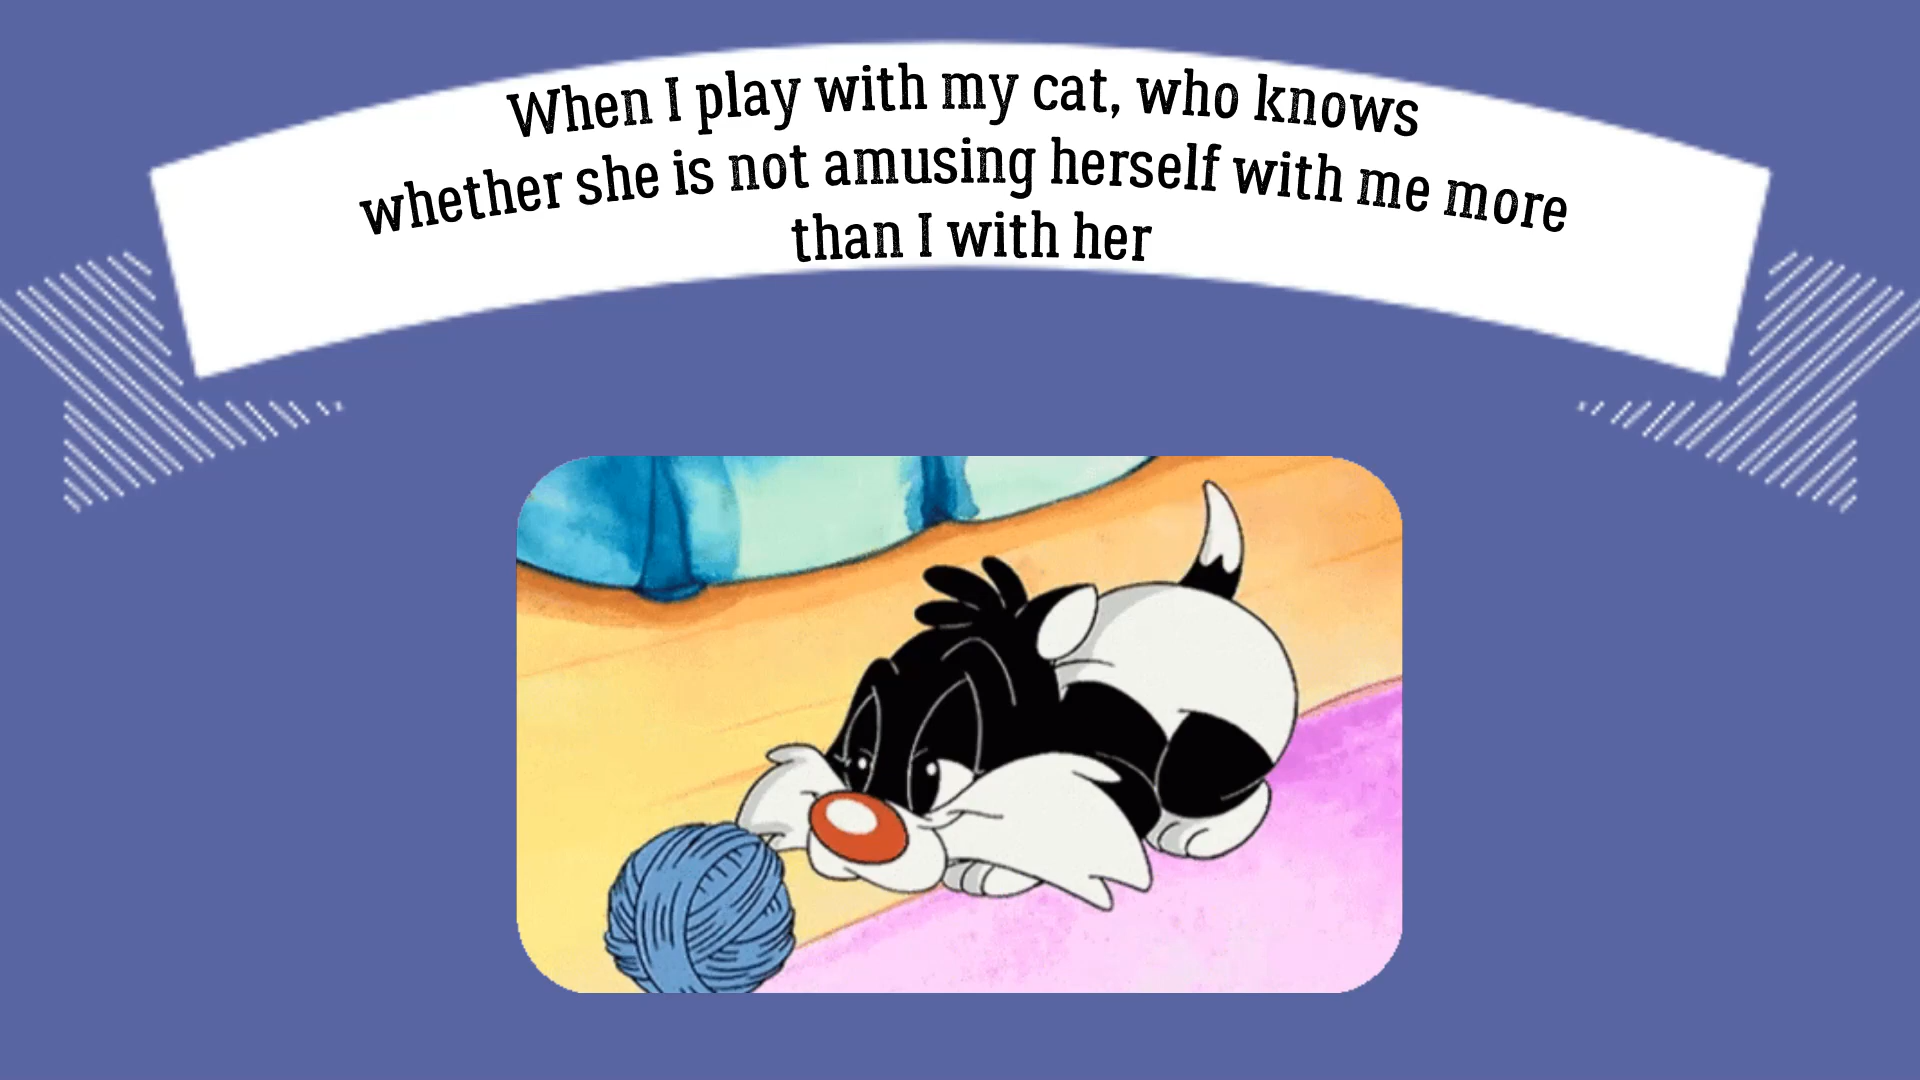 When I play with my cat, who knows
whether she is not amusing herself with me more
than I with her